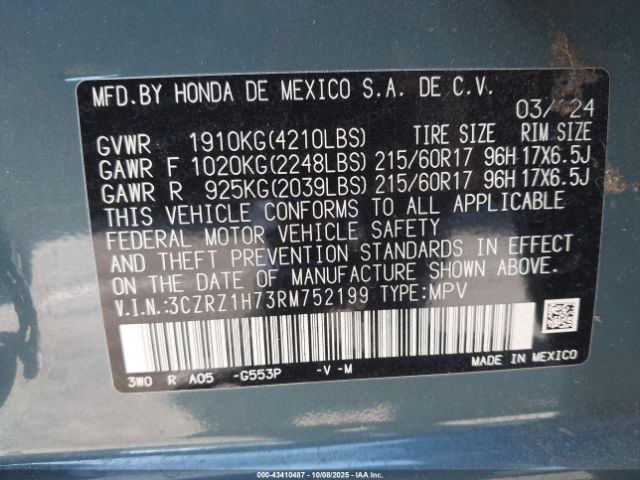 MFD.BY HONDA DE MEXICO S.A. DE C.V.
03/24
GVWR 1910KG(4210LBS) TIRE SIZE RIM SIZE
GAWR F 1020KG(2248LBS) 215/60R17 96H 17X6.5J
GAWR R 925KG(2039LBS) 215/60R17 96H 17X6.5J
THIS VEHICLE CONFORMS TO ALL APPLICABLE
FEDERAL MOTOR VEHICLE SAFETY
AND THEFT PREVENTION STANDARDS IN EFFECT
ON THE DATE OF MANUFACTURE SHOWN ABOVE.
V.I.N.:3CZRZ1H73RM752199 TYPE:MPV
3W0 R A05 -G553P -V -M
MADE IN MEXICO
000-43410487 - 10/08/2025 - IAAI.COM